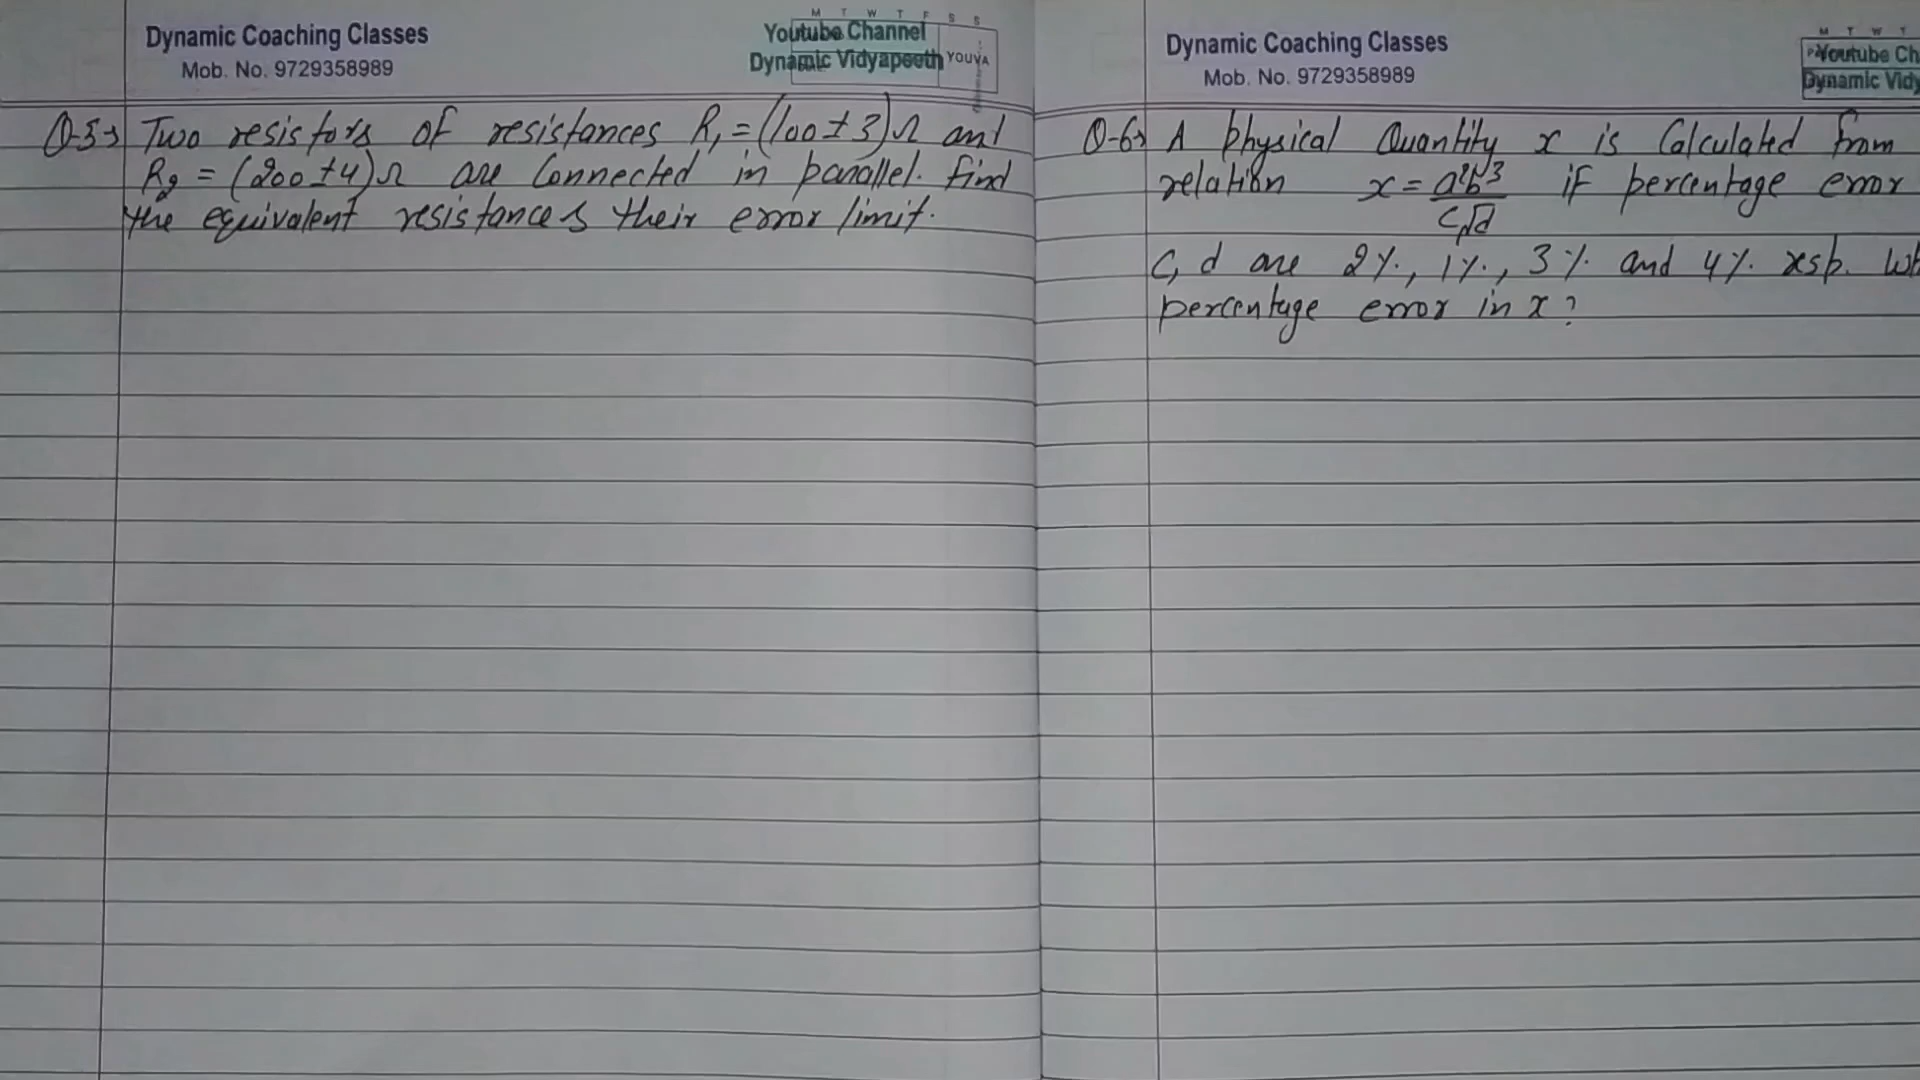 Dynamic Coaching Classes
Mob. No. 9729358989
M T W T F S S
Youtube Channel
Dynamic Vidyapeeth
YOUVA
Q-5→ Two resistors of resistances R₁ = (100 ± 3)Ω and
R₂ = (200 ± 4)Ω are Connected in parallel. find
the equivalent resistances their error limit.
Dynamic Coaching Classes
Mob. No. 9729358989
M T W T
Youtube Ch
Dynamic Vidy
Q-6→ A physical Quantity x is Calculated from
relation x = a²b³/c√d if percentage error
C, d are 2%, 1%, 3% and 4% rsp. Wh
percentage error in x?